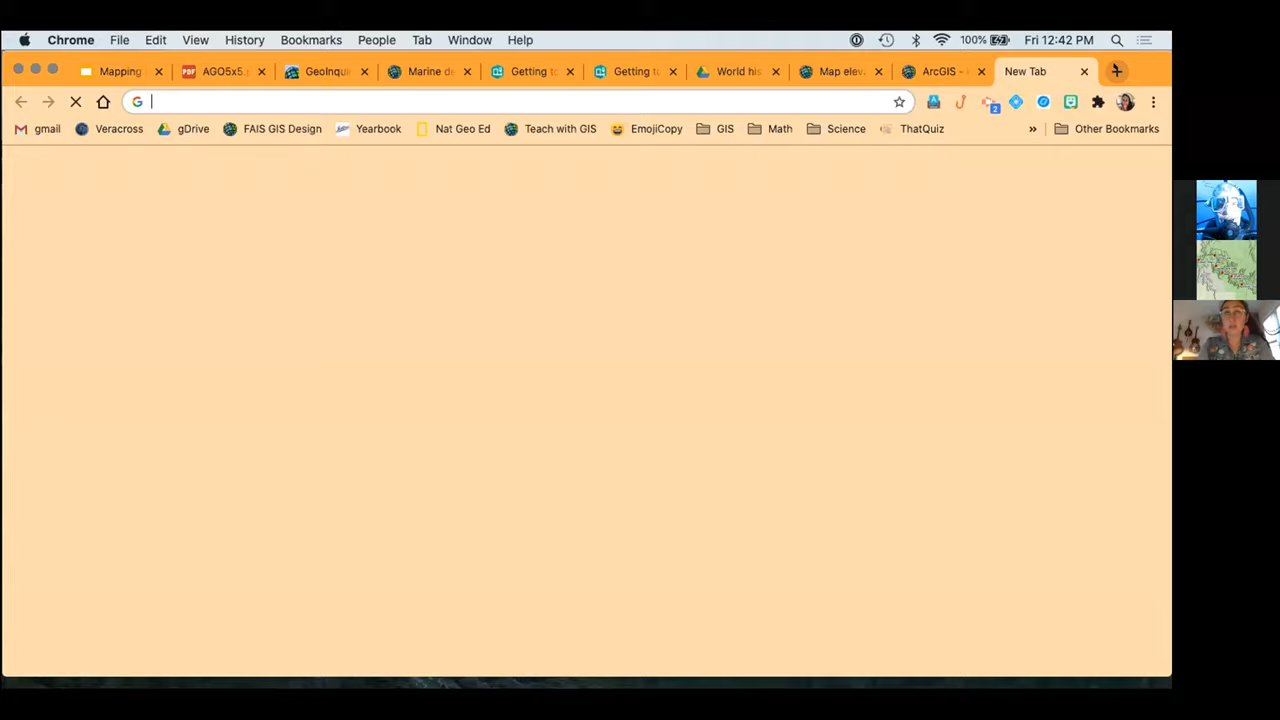 Chrome File Edit View History Bookmarks People Tab Window Help 100% Fri 12:42 PM
Mapping AGO5x5.p GeoInqui Marine de Getting to Getting to World his Map elev ArcGIS - New Tab
gmail Veracross gDrive FAIS GIS Design Yearbook Nat Geo Ed Teach with GIS EmojiCopy GIS Math Science ThatQuiz » Other Bookmarks